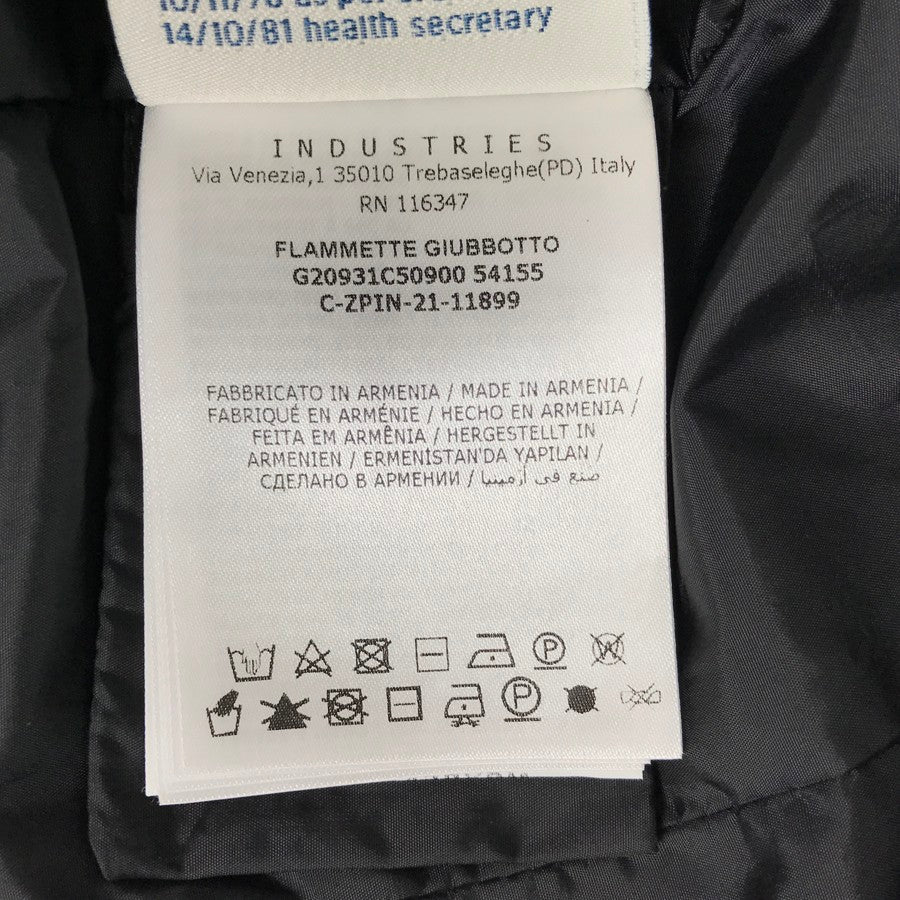 14/10/81 health secretary
INDUSTRIES
Via Venezia,1 35010 Trebaseleghe(PD) Italy
RN 116347
FLAMMETTE GIUBBOTTO
G20931C50900 54155
C-ZPIN-21-11899
FABBRICATO IN ARMENIA / MADE IN ARMENIA /
FABRIQUÉ EN ARMÉNIE / HECHO EN ARMENIA /
FEITA EM ARMÊNIA / HERGESTELLT IN
ARMENIEN / ERMENİSTAN'DA YAPILAN /
СДЕЛАНО В АРМЕНИИ / صنع في أرمينيا
P W
P